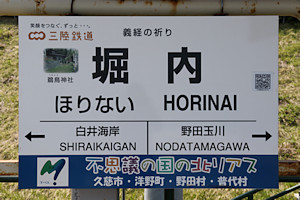 笑顔をつなぐ、ずっと…。
三陸鉄道
義経の祈り
鵜鳥神社
堀内
ほりない HORINAI
白井海岸 野田玉川
SHIRAIKAIGAN NODATAMAGAWA
不思議の国の北リアス
久慈市・洋野町・野田村・普代村